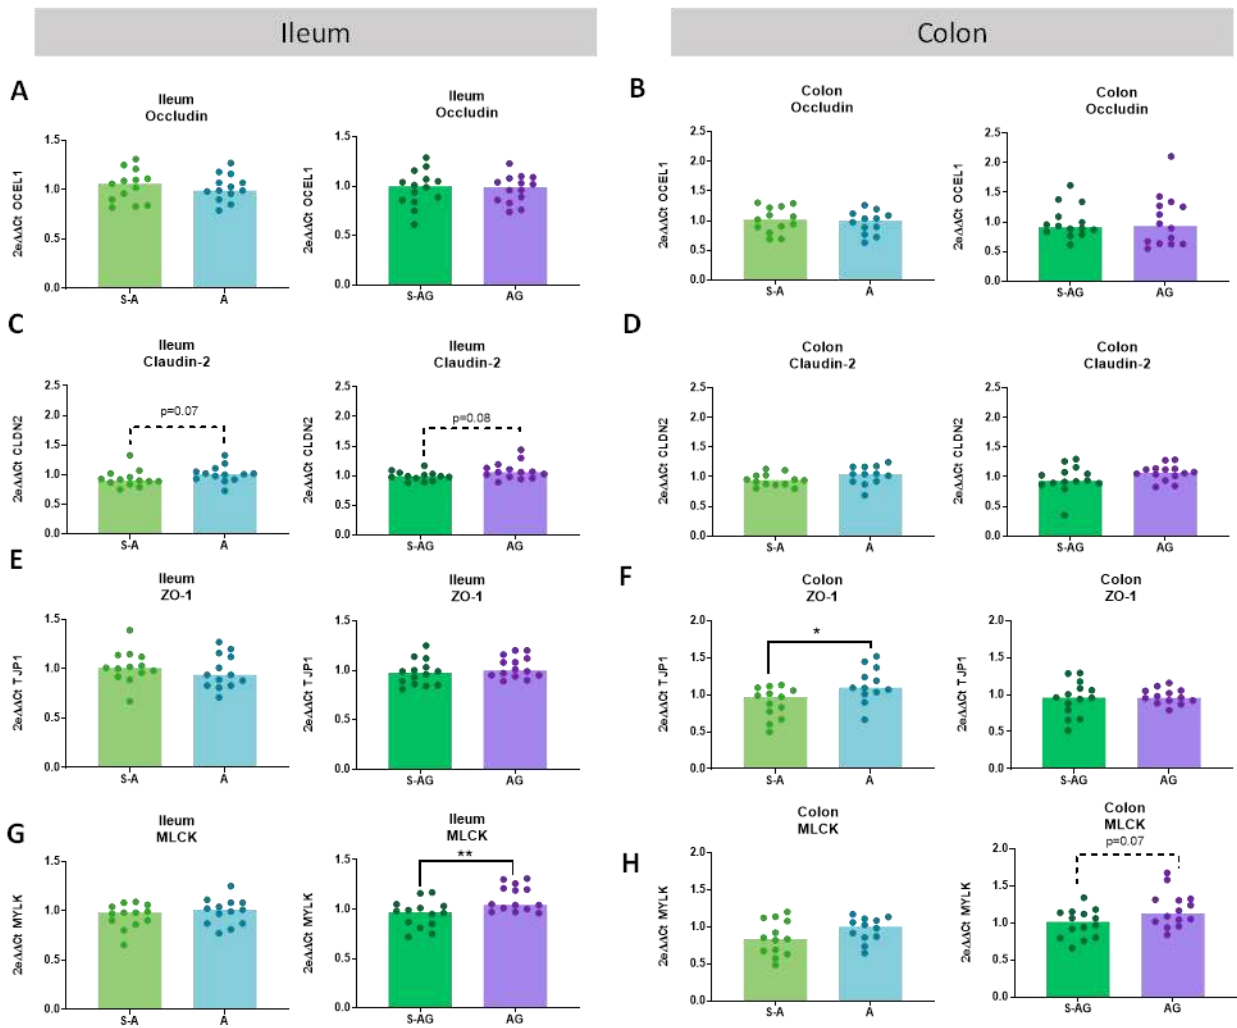 Ileum
Colon
A
Ileum
Occludin
2eΔΔCt OCEL1
1.5
1.0
0.5
0.0
S-A
A
Ileum
Occludin
2eΔΔCt OCEL1
1.5
1.0
0.5
0.0
S-AG
AG
B
Colon
Occludin
2eΔΔCt OCEL1
2.5
2.0
1.5
1.0
0.5
0.0
S-A
A
Colon
Occludin
2eΔΔCt OCEL1
2.5
2.0
1.5
1.0
0.5
0.0
S-AG
AG
C
Ileum
Claudin-2
2eΔΔCt CLDN2
2.5
2.0
1.5
1.0
0.5
0.0
p=0.07
S-A
A
Ileum
Claudin-2
2eΔΔCt CLDN2
2.5
2.0
1.5
1.0
0.5
0.0
p=0.08
S-AG
AG
D
Colon
Claudin-2
2eΔΔCt CLDN2
2.5
2.0
1.5
1.0
0.5
0.0
S-A
A
Colon
Claudin-2
2eΔΔCt CLDN2
2.5
2.0
1.5
1.0
0.5
0.0
S-AG
AG
E
Ileum
ZO-1
2eΔΔCt TJP1
1.5
1.0
0.5
0.0
S-A
A
Ileum
ZO-1
2eΔΔCt TJP1
1.5
1.0
0.5
0.0
S-AG
AG
F
Colon
ZO-1
2eΔΔCt TJP1
2.0
1.5
1.0
0.5
0.0
*
S-A
A
Colon
ZO-1
2eΔΔCt TJP1
2.0
1.5
1.0
0.5
0.0
S-AG
AG
G
Ileum
MLCK
2eΔΔCt MYLK
1.5
1.0
0.5
0.0
S-A
A
Ileum
MLCK
2eΔΔCt MYLK
1.5
1.0
0.5
0.0
**
S-AG
AG
H
Colon
MLCK
2eΔΔCt MYLK
2.0
1.5
1.0
0.5
0.0
S-A
A
Colon
MLCK
p=0.07
2eΔΔCt MYLK
2.0
1.5
1.0
0.5
0.0
S-AG
AG